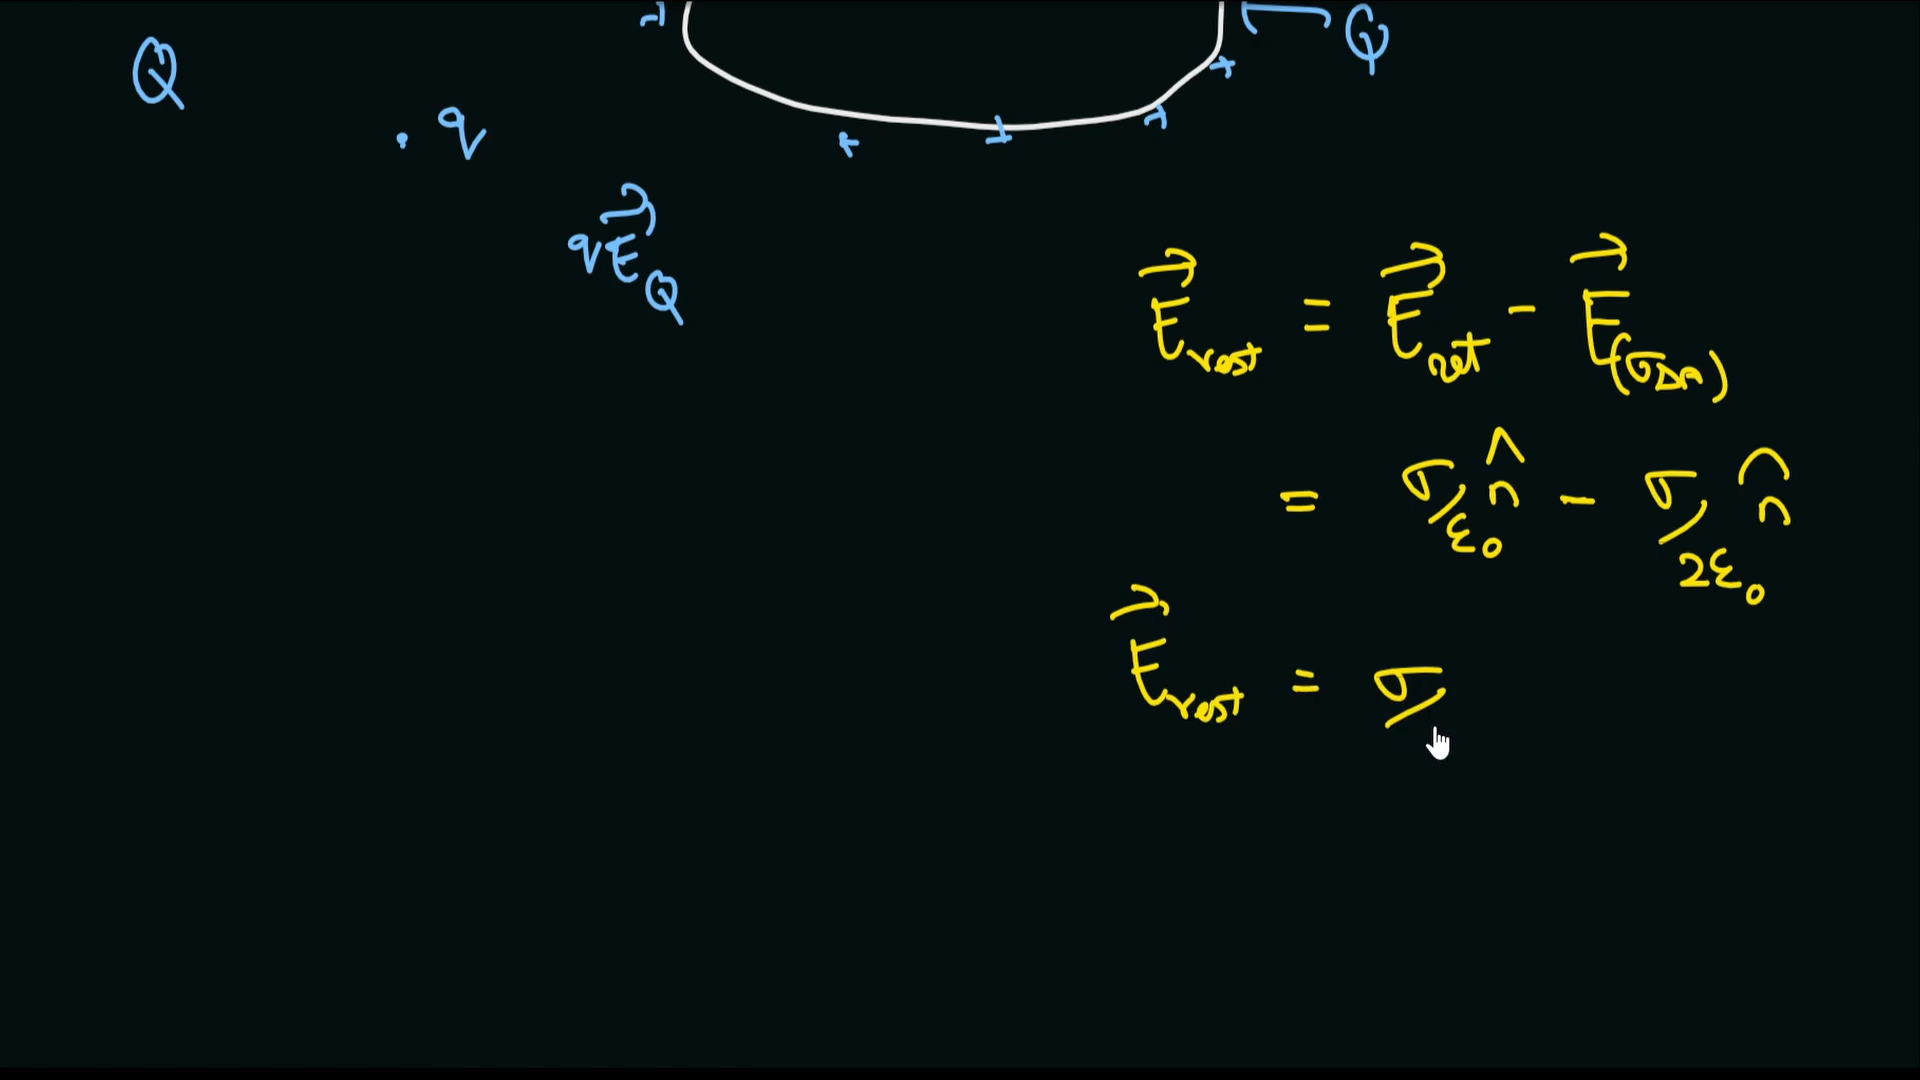 Q
Q
. q
qE⃗_Q
E⃗_rest = E⃗_net - E⃗_(σΔA)
= σ/ε₀ n̂ - σ/2ε₀ n̂
E⃗_rest = σ/